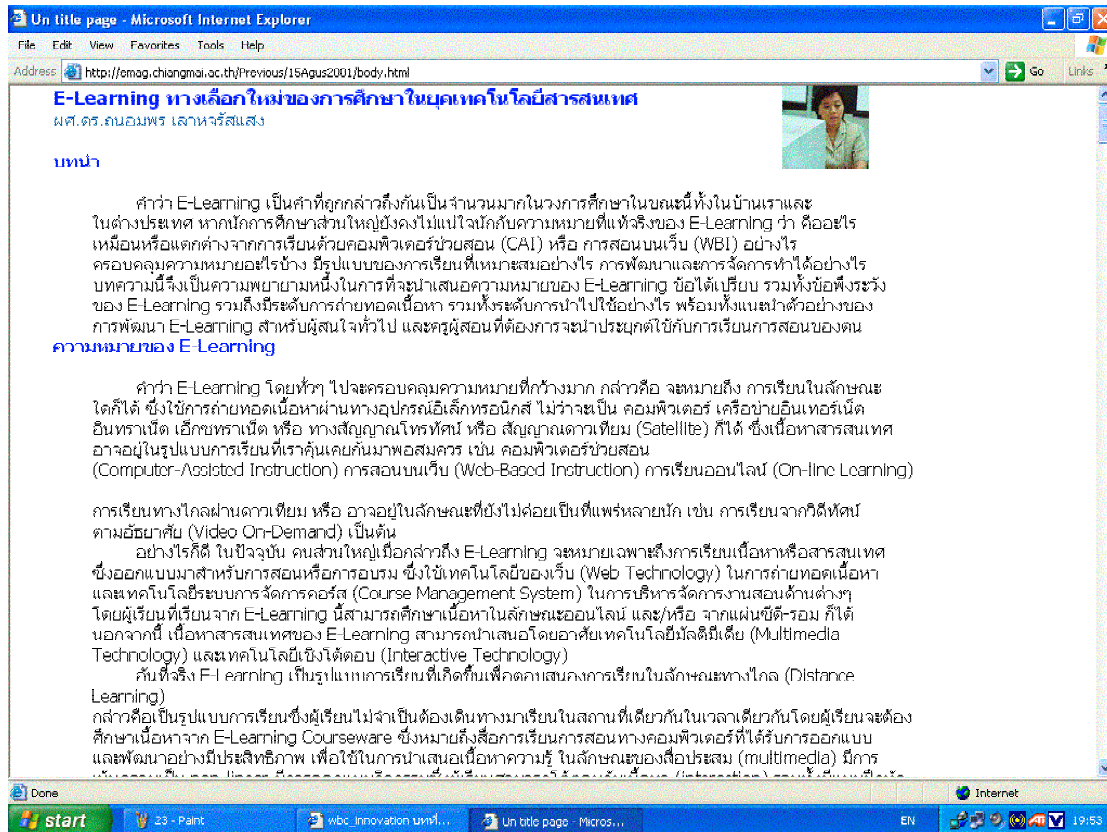 Un title page - Microsoft Internet Explorer
File Edit View Favorites Tools Help
Address http://emag.chiangmai.ac.th/Previous/15Agus2001/body.html Go Links
E-Learning ทางเลือกใหม่ของการศึกษาในยุคเทคโนโลยีสารสนเทศ
ผศ.ดร.ถนอมพร เลาหจรัสแสง
บทนำ
คำว่า E-Learning เป็นคำที่ถูกกล่าวถึงกันเป็นจำนวนมากในวงการศึกษาในขณะนี้ทั้งในบ้านเราและ
ในต่างประเทศ หากนักการศึกษาส่วนใหญ่ยังคงไม่แน่ใจนักกับความหมายที่แท้จริงของ E-Learning ว่า คืออะไร
เหมือนหรือแตกต่างจากการเรียนด้วยคอมพิวเตอร์ช่วยสอน (CAI) หรือ การสอนบนเว็บ (WBI) อย่างไร
ครอบคลุมความหมายอะไรบ้าง มีรูปแบบของการเรียนที่เหมาะสมอย่างไร การพัฒนาและการจัดการทำได้อย่างไร
บทความนี้จึงเป็นความพยายามหนึ่งในการที่จะนำเสนอความหมายของ E-Learning ข้อได้เปรียบ รวมทั้งข้อพึงระวัง
ของ E-Learning รวมถึงมีระดับการถ่ายทอดเนื้อหา รวมทั้งระดับการนำไปใช้อย่างไร พร้อมทั้งแนะนำตัวอย่างของ
การพัฒนา E-Learning สำหรับผู้สนใจทั่วไป และครูผู้สอนที่ต้องการจะนำประยุกต์ใช้กับการเรียนการสอนของตน
ความหมายของ E-Learning
คำว่า E-Learning โดยทั่วๆ ไปจะครอบคลุมความหมายที่กว้างมาก กล่าวคือ จะหมายถึง การเรียนในลักษณะ
ใดก็ได้ ซึ่งใช้การถ่ายทอดเนื้อหาผ่านทางอุปกรณ์อิเล็กทรอนิกส์ ไม่ว่าจะเป็น คอมพิวเตอร์ เครือข่ายอินเทอร์เน็ต
อินทราเน็ต เอ็กซทราเน็ต หรือ ทางสัญญาณโทรทัศน์ หรือ สัญญาณดาวเทียม (Satellite) ก็ได้ ซึ่งเนื้อหาสารสนเทศ
อาจอยู่ในรูปแบบการเรียนที่เราคุ้นเคยกันมาพอสมควร เช่น คอมพิวเตอร์ช่วยสอน
(Computer-Assisted Instruction) การสอนบนเว็บ (Web-Based Instruction) การเรียนออนไลน์ (On-line Learning)
การเรียนทางไกลผ่านดาวเทียม หรือ อาจอยู่ในลักษณะที่ยังไม่ค่อยเป็นที่แพร่หลายนัก เช่น การเรียนจากวิดีทัศน์
ตามอัธยาศัย (Video On-Demand) เป็นต้น
อย่างไรก็ดี ในปัจจุบัน คนส่วนใหญ่เมื่อกล่าวถึง E-Learning จะหมายเฉพาะถึงการเรียนเนื้อหาหรือสารสนเทศ
ซึ่งออกแบบมาสำหรับการสอนหรือการอบรม ซึ่งใช้เทคโนโลยีของเว็บ (Web Technology) ในการถ่ายทอดเนื้อหา
และเทคโนโลยีระบบการจัดการคอร์ส (Course Management System) ในการบริหารจัดการงานสอนด้านต่างๆ
โดยผู้เรียนที่เรียนจาก E-Learning นี้สามารถศึกษาเนื้อหาในลักษณะออนไลน์ และ/หรือ จากแผ่นซีดี-รอม ก็ได้
นอกจากนี้ เนื้อหาสารสนเทศของ E-Learning สามารถนำเสนอโดยอาศัยเทคโนโลยีมัลติมีเดีย (Multimedia
Technology) และเทคโนโลยีเชิงโต้ตอบ (Interactive Technology)
อันที่จริง E-Learning เป็นรูปแบบการเรียนที่เกิดขึ้นเพื่อตอบสนองการเรียนในลักษณะทางไกล (Distance
Learning)
กล่าวคือเป็นรูปแบบการเรียนซึ่งผู้เรียนไม่จำเป็นต้องเดินทางมาเรียนในสถานที่เดียวกันในเวลาเดียวกันโดยผู้เรียนจะต้อง
ศึกษาเนื้อหาจาก E-Learning Courseware ซึ่งหมายถึงสื่อการเรียนการสอนทางคอมพิวเตอร์ที่ได้รับการออกแบบ
และพัฒนาอย่างมีประสิทธิภาพ เพื่อใช้ในการนำเสนอเนื้อหาความรู้ ในลักษณะของสื่อประสม (multimedia) มีการ
Done Internet
start 23 - Paint wbc_innovation บทที่... Un title page - Micros... EN 19:53